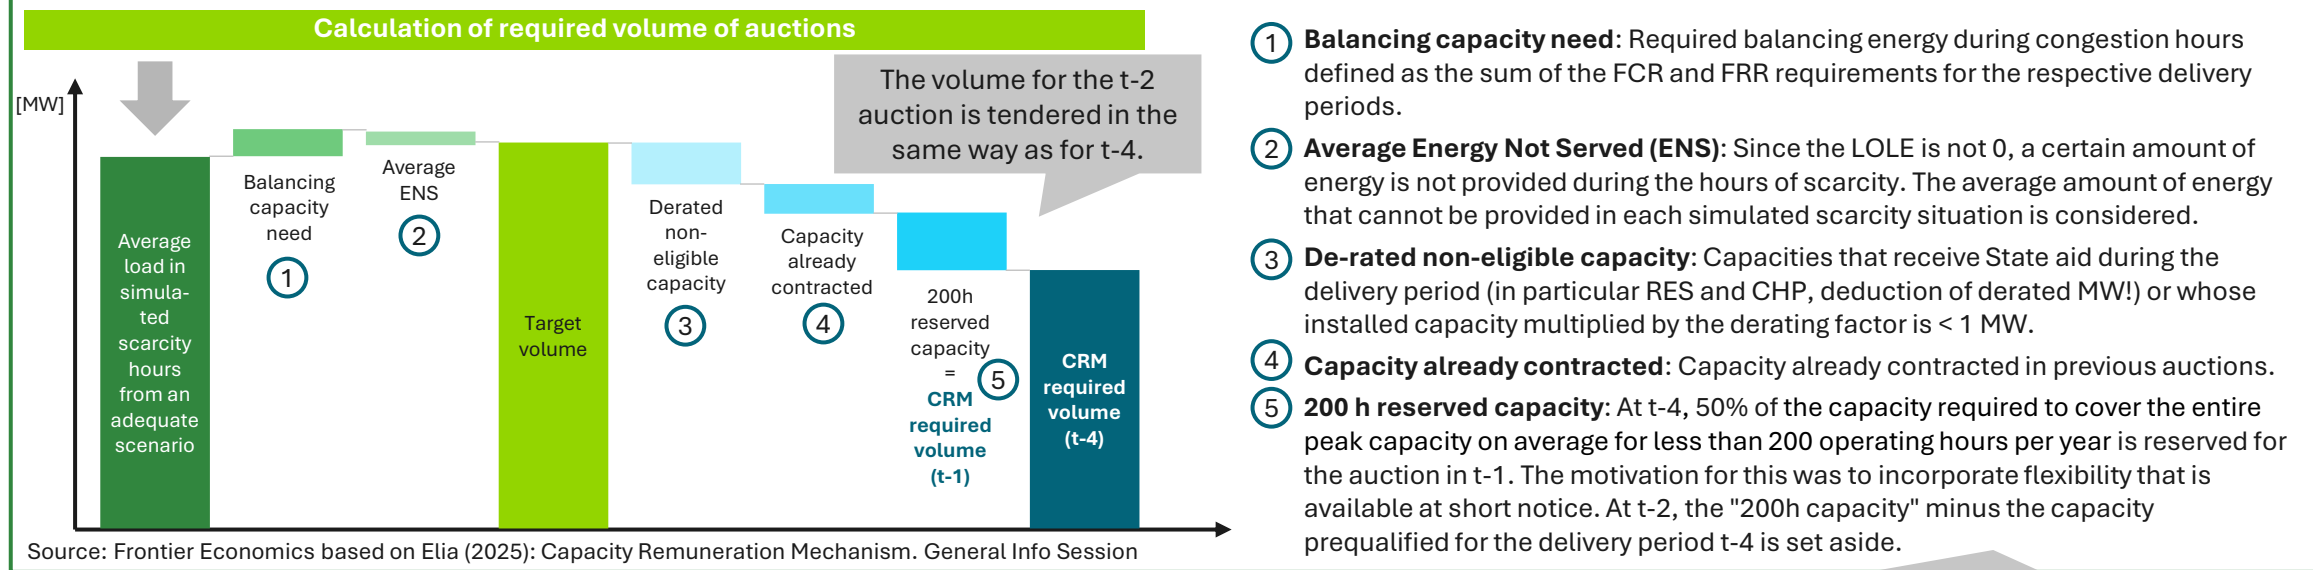 Calculation of required volume of auctions
[MW]
The volume for the t-2
auction is tendered in the
same way as for t-4.
Average
load in
simula-
ted
scarcity
hours
from an
adequate
scenario
Balancing
capacity
need
1
Average
ENS
2
Target
volume
Derated
non-
eligible
capacity
3
Capacity
already
contracted
4
200h
reserved
capacity
=
5
CRM
required
volume
(t-1)
CRM
required
volume
(t-4)
Source: Frontier Economics based on Elia (2025): Capacity Remuneration Mechanism. General Info Session
1 Balancing capacity need: Required balancing energy during congestion hours
defined as the sum of the FCR and FRR requirements for the respective delivery
periods.
2 Average Energy Not Served (ENS): Since the LOLE is not 0, a certain amount of
energy is not provided during the hours of scarcity. The average amount of energy
that cannot be provided in each simulated scarcity situation is considered.
3 De-rated non-eligible capacity: Capacities that receive State aid during the
delivery period (in particular RES and CHP, deduction of derated MW!) or whose
installed capacity multiplied by the derating factor is < 1 MW.
4 Capacity already contracted: Capacity already contracted in previous auctions.
5 200 h reserved capacity: At t-4, 50% of the capacity required to cover the entire
peak capacity on average for less than 200 operating hours per year is reserved for
the auction in t-1. The motivation for this was to incorporate flexibility that is
available at short notice. At t-2, the "200h capacity" minus the capacity
prequalified for the delivery period t-4 is set aside.